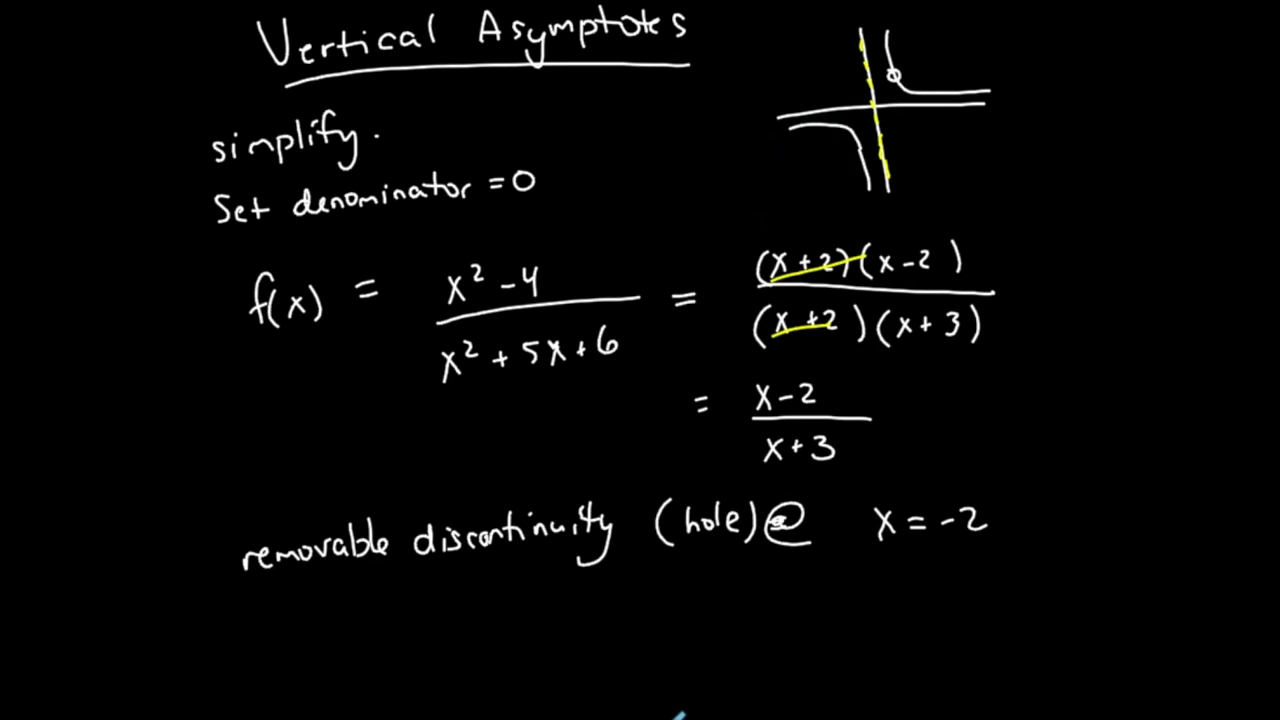 Vertical Asymptotes
simplify.
Set denominator = 0
f(x) = x² - 4 / x² + 5x + 6 = (x + 2)(x - 2) / (x + 2)(x + 3)
= x - 2 / x + 3
removable discontinuity (hole) @ x = -2